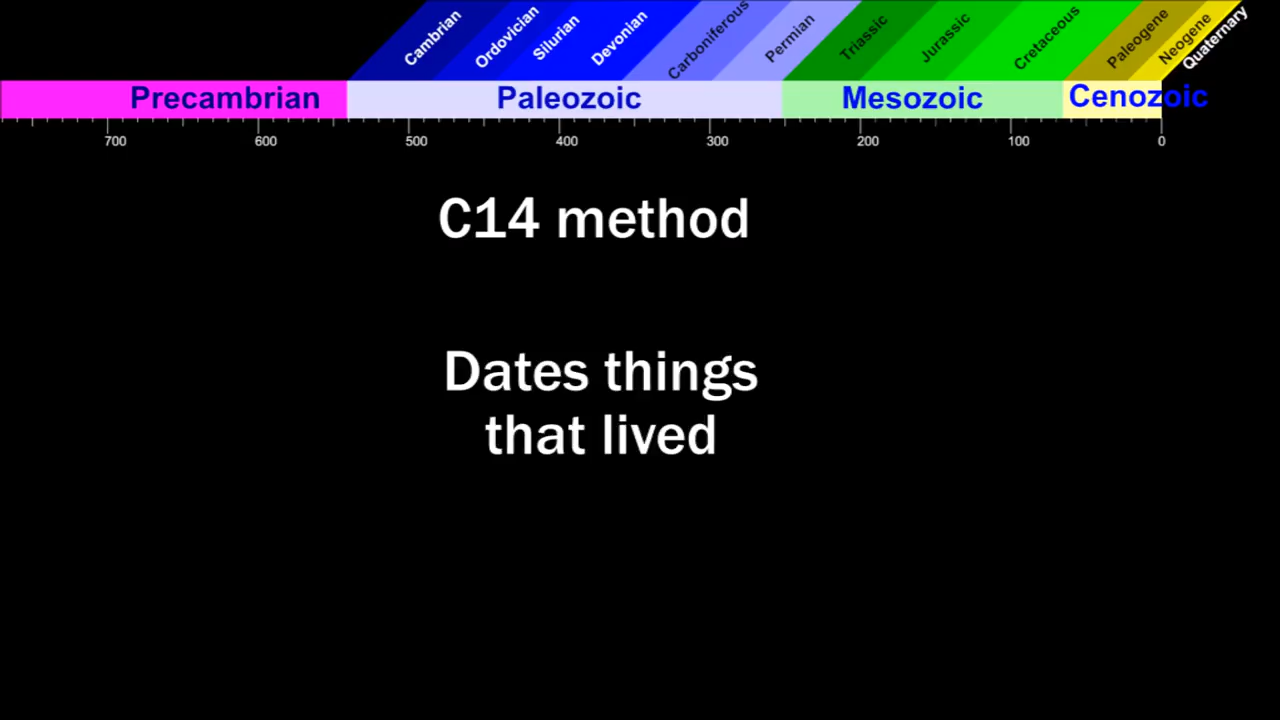 Cambrian
Ordovician
Silurian
Devonian
Carboniferous
Permian
Triassic
Jurassic
Cretaceous
Paleogene
Neogene
Quaternary
Precambrian Paleozoic Mesozoic Cenozoic
700 600 500 400 300 200 100 0
C14 method
Dates things
that lived